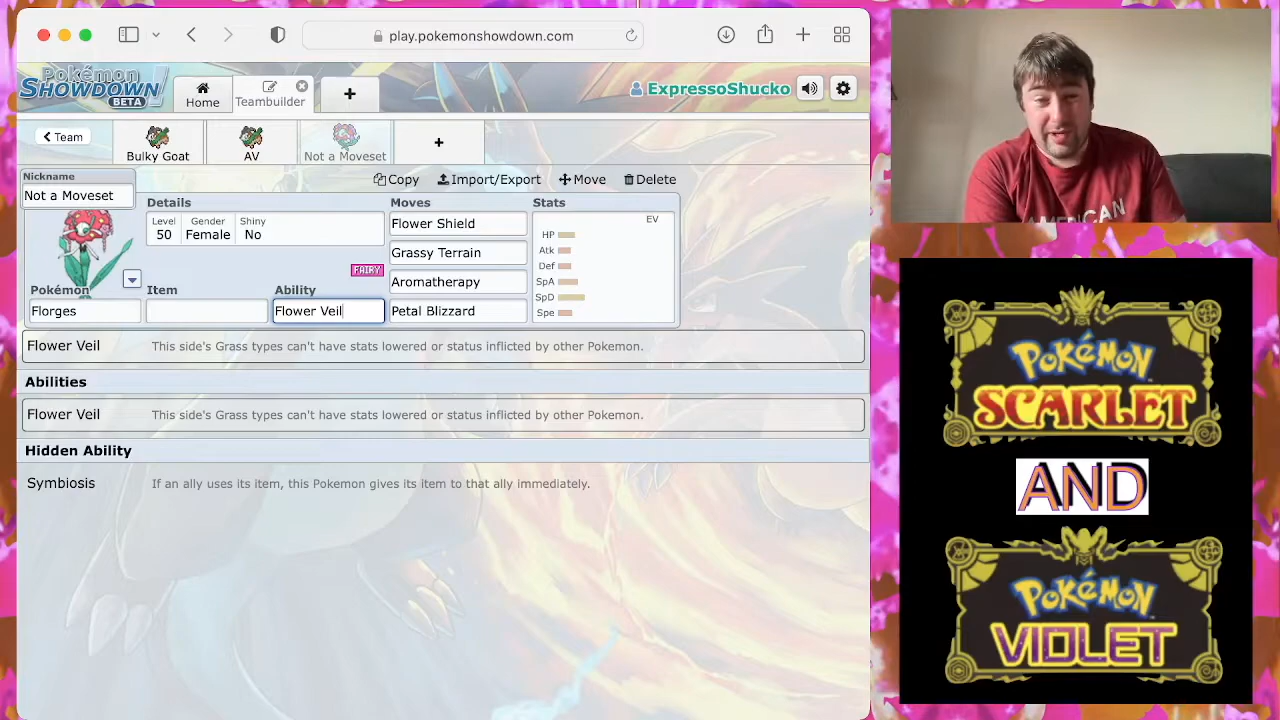 play.pokemonshowdown.com
Pokémon
SHOWDOWN!
BETA
Home
Teambuilder
+
ExpressoShucko
Team
Bulky Goat
AV
Not a Moveset
+
Nickname
Not a Moveset
Copy
Import/Export
Move
Delete
Details
Level
50
Gender
Female
Shiny
No
FAIRY
Pokémon
Florges
Item
Ability
Flower Veil
Moves
Flower Shield
Grassy Terrain
Aromatherapy
Petal Blizzard
Stats
EV
HP
Atk
Def
SpA
SpD
Spe
Flower Veil This side's Grass types can't have stats lowered or status inflicted by other Pokemon.
Abilities
Flower Veil This side's Grass types can't have stats lowered or status inflicted by other Pokemon.
Hidden Ability
Symbiosis If an ally uses its item, this Pokemon gives its item to that ally immediately.
AMERICAN
POKéMON
SCARLET
AND
POKéMON
VIOLET